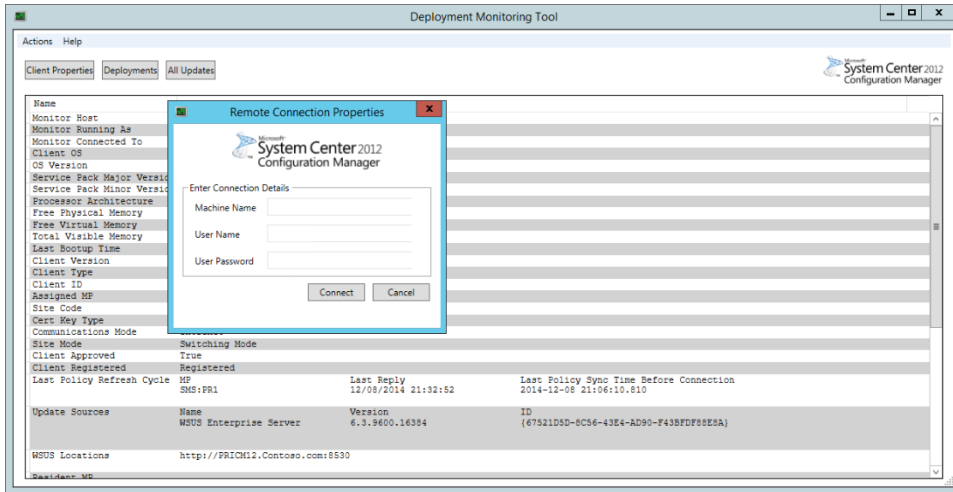 Deployment Monitoring Tool
Actions Help
Client Properties Deployments All Updates
Microsoft
System Center 2012
Configuration Manager
Name
Monitor Host
Monitor Running As
Monitor Connected To
Client OS
OS Version
Service Pack Major Versio
Service Pack Minor Versio
Processor Architecture
Free Physical Memory
Free Virtual Memory
Total Visible Memory
Last Bootup Time
Client Version
Client Type
Client ID
Assigned MP
Site Code
Cert Key Type
Communications Mode
Site Mode Switching Mode
Client Approved True
Client Registered Registered
Last Policy Refresh Cycle MP Last Reply Last Policy Sync Time Before Connection
SMS:PR1 12/08/2014 21:32:52 2014-12-08 21:06:10.810
Update Sources Name Version ID
WSUS Enterprise Server 6.3.9600.16384 {67521D5D-8C56-43E4-AD90-F43BFDF88E8A}
WSUS Locations http://PRICM12.Contoso.com:8530
Resident MP
Remote Connection Properties
x
Microsoft
System Center 2012
Configuration Manager
Enter Connection Details
Machine Name
User Name
User Password
Connect Cancel